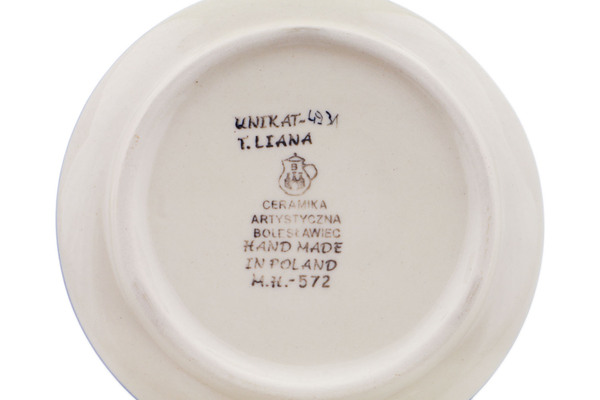 UNIKAT-4931
T. LIANA
B
CERAMIKA
ARTYSTYCZNA
BOLESŁAWIEC
HAND MADE
IN POLAND
M.H.-572